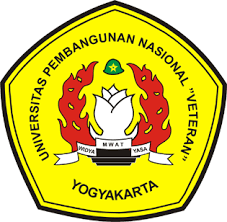 UNIVERSITAS PEMBANGUNAN NASIONAL "VETERAN"
MWAT
WIDYA YASA
YOGYAKARTA